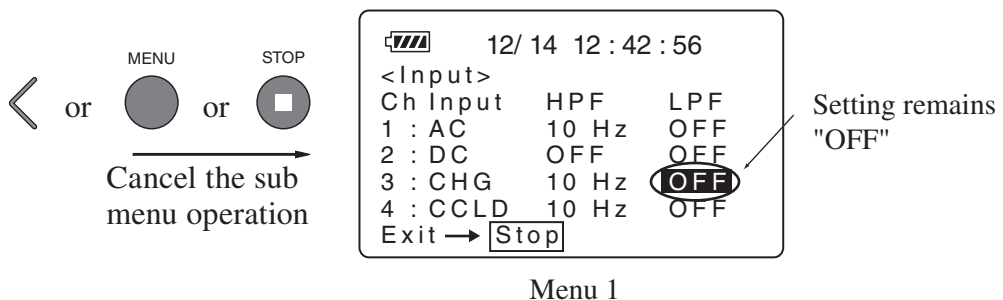 MENU
STOP
or
or
Cancel the sub
menu operation
12/ 14 12 : 42 : 56
<Input>
Ch Input HPF LPF
1 : AC 10 Hz OFF
2 : DC OFF OFF
3 : CHG 10 Hz OFF
4 : CCLD 10 Hz OFF
Exit → Stop
Setting remains
"OFF"
Menu 1